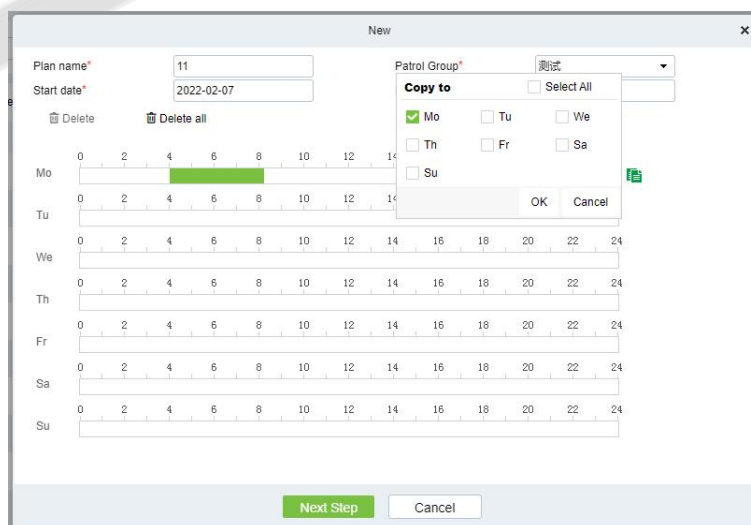 New
Plan name* 11 Patrol Group* 测试
Start date* 2022-02-07
Copy to Select All
Delete Delete all
Mo Tu We
Th Fr Sa
Su
OK Cancel
0 2 4 6 8 10 12 14
Mo
0 2 4 6 8 10 12 14
Tu
0 2 4 6 8 10 12 14 16 18 20 22 24
We
0 2 4 6 8 10 12 14 16 18 20 22 24
Th
0 2 4 6 8 10 12 14 16 18 20 22 24
Fr
0 2 4 6 8 10 12 14 16 18 20 22 24
Sa
0 2 4 6 8 10 12 14 16 18 20 22 24
Su
Next Step Cancel